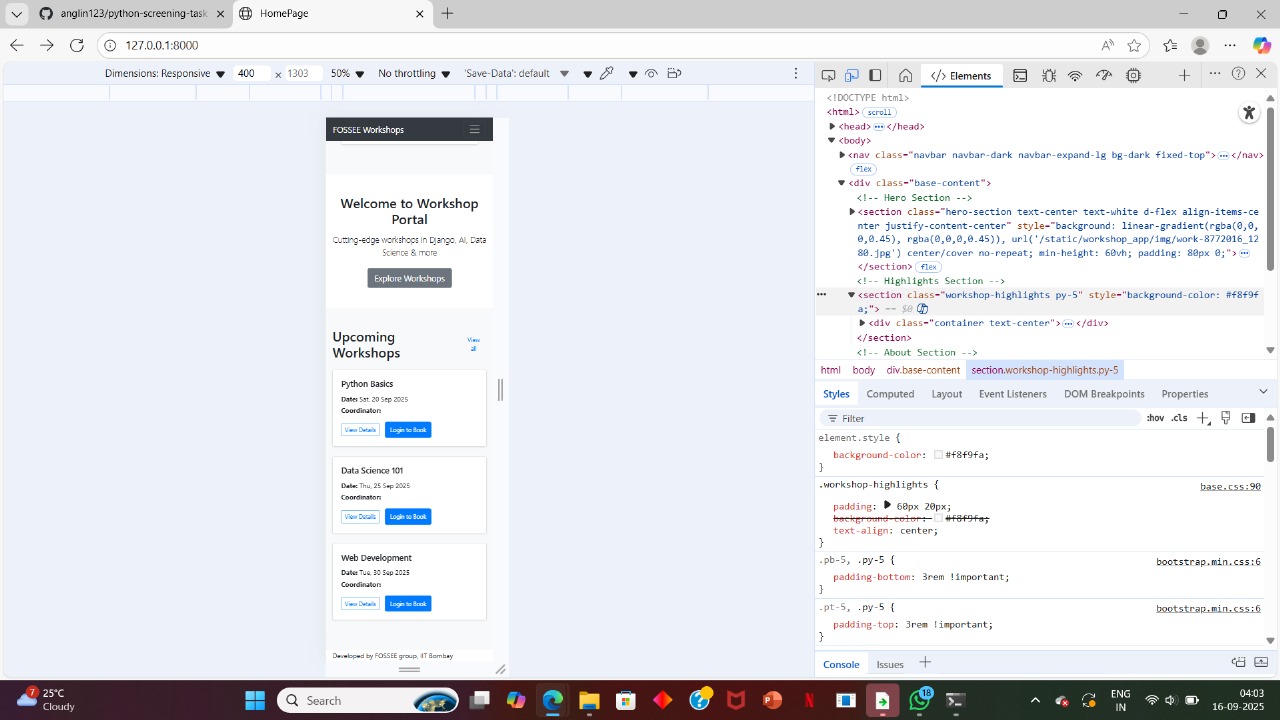 anglin123/python-screening-task
HomePage
127.0.0.1:8000
Dimensions: Responsive 400 × 1303 50% No throttling 'Save-Data': default
FOSSEE Workshops
Welcome to Workshop
Portal
Cutting-edge workshops in Django, AI, Data
Science & more
Explore Workshops
Upcoming
Workshops
View
all
Python Basics
Date: Sat, 20 Sep 2025
Coordinator:
View Details Login to Book
Data Science 101
Date: Thu, 25 Sep 2025
Coordinator:
View Details Login to Book
Web Development
Date: Tue, 30 Sep 2025
Coordinator:
View Details Login to Book
Developed by FOSSEE group, IIT Bombay
Elements
<!DOCTYPE html>
<html> scroll
<head> </head>
<body>
<nav class="navbar navbar-dark navbar-expand-lg bg-dark fixed-top"> </nav>
flex
<div class="base-content">
<!-- Hero Section -->
<section class="hero-section text-center text-white d-flex align-items-ce
nter justify-content-center" style="background: linear-gradient(rgba(0,0,
0,0.45), rgba(0,0,0,0.45)), url('/static/workshop_app/img/work-8772016_12
80.jpg') center/cover no-repeat; min-height: 60vh; padding: 80px 0;">
</section> flex
<!-- Highlights Section -->
<section class="workshop-highlights py-5" style="background-color: #f8f9f
a;"> == $0
<div class="container text-center"> </div>
</section>
<!-- About Section -->
html body div.base-content section.workshop-highlights.py-5
Styles Computed Layout Event Listeners DOM Breakpoints Properties
Filter :hov .cls
element.style {
background-color: #f8f9fa;
}
.workshop-highlights { base.css:90
padding: 60px 20px;
background-color: #f8f9fa;
text-align: center;
}
.pb-5, .py-5 { bootstrap.min.css:6
padding-bottom: 3rem !important;
}
.pt-5, .py-5 { bootstrap.min.css:6
padding-top: 3rem !important;
}
Console Issues
7 25°C
Cloudy
Search
18
ENG
IN
04:03
16-09-2025